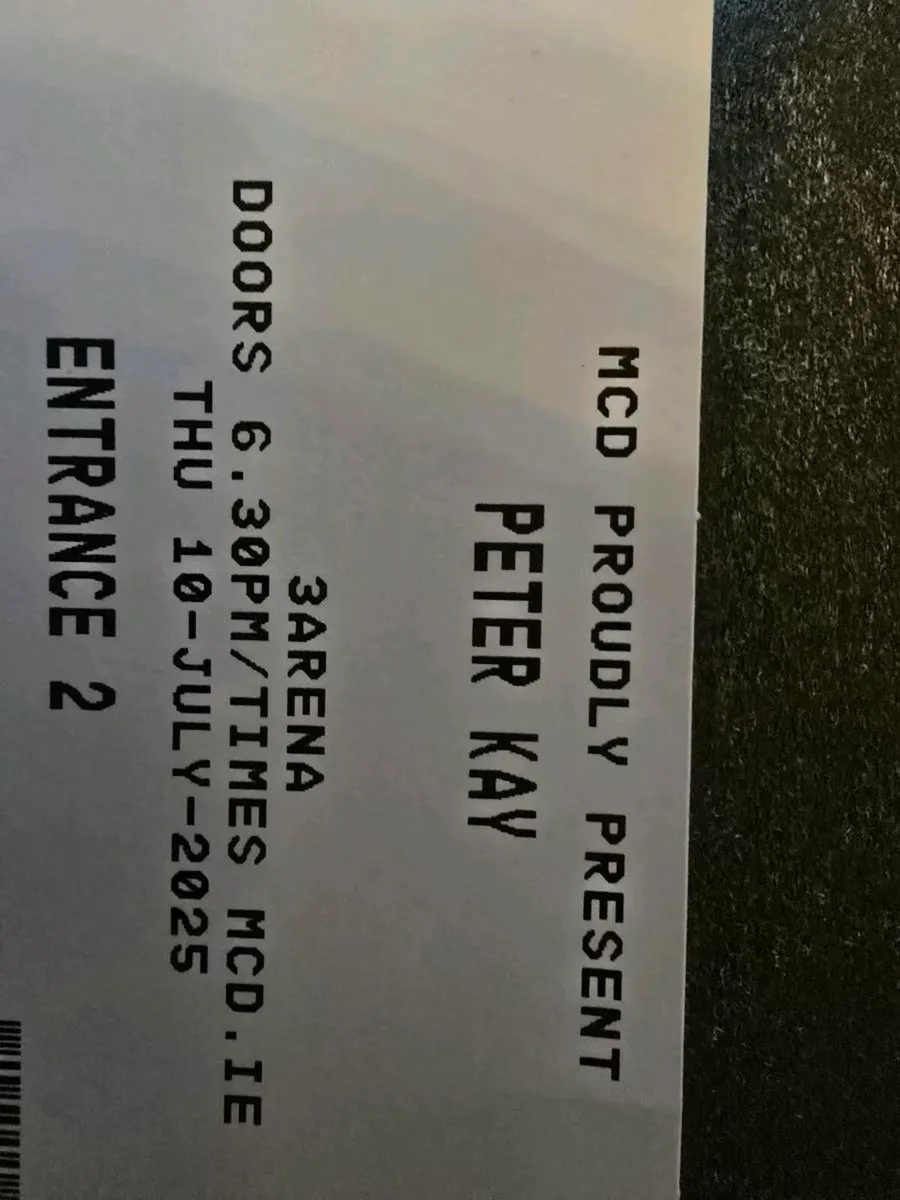 MCD PROUDLY PRESENT
PETER KAY
3ARENA
DOORS 6.30PM/TIMES MCD.IE
THU 10-JULY-2025
ENTRANCE 2